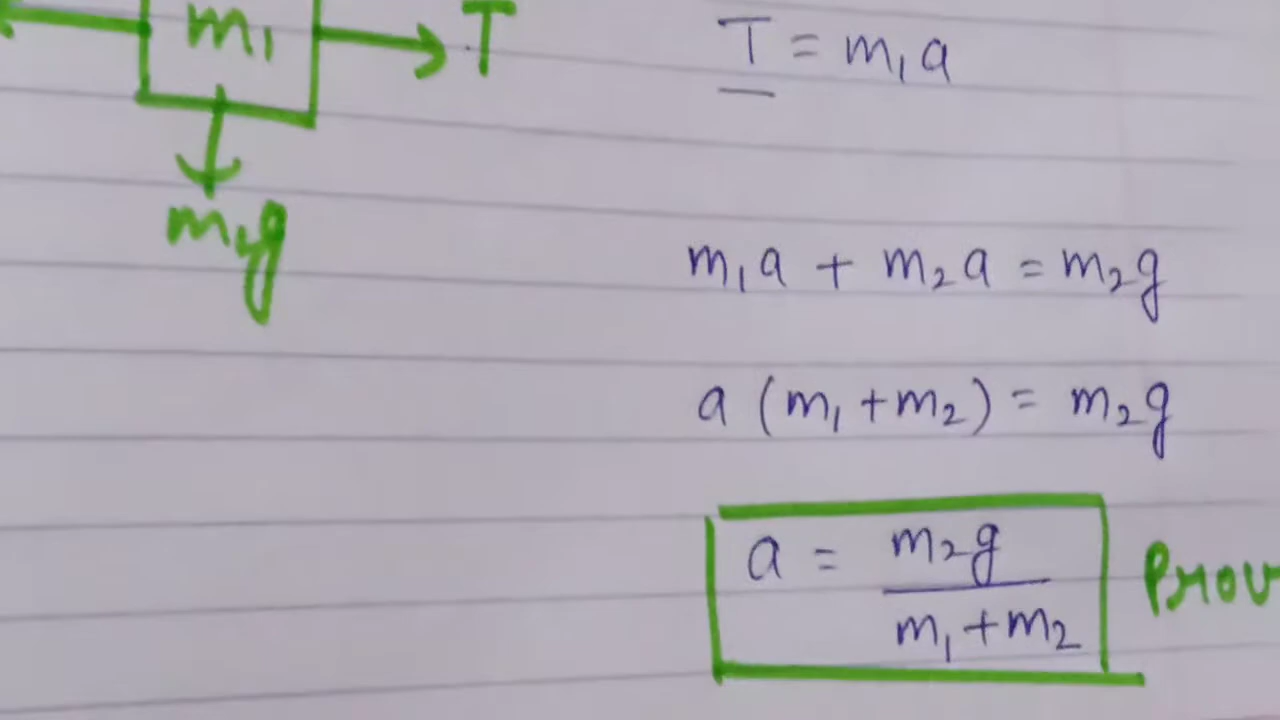 m₁
T
m₁g
T = m₁a
m₁a + m₂a = m₂g
a (m₁ + m₂) = m₂g
a = m₂g / m₁ + m₂